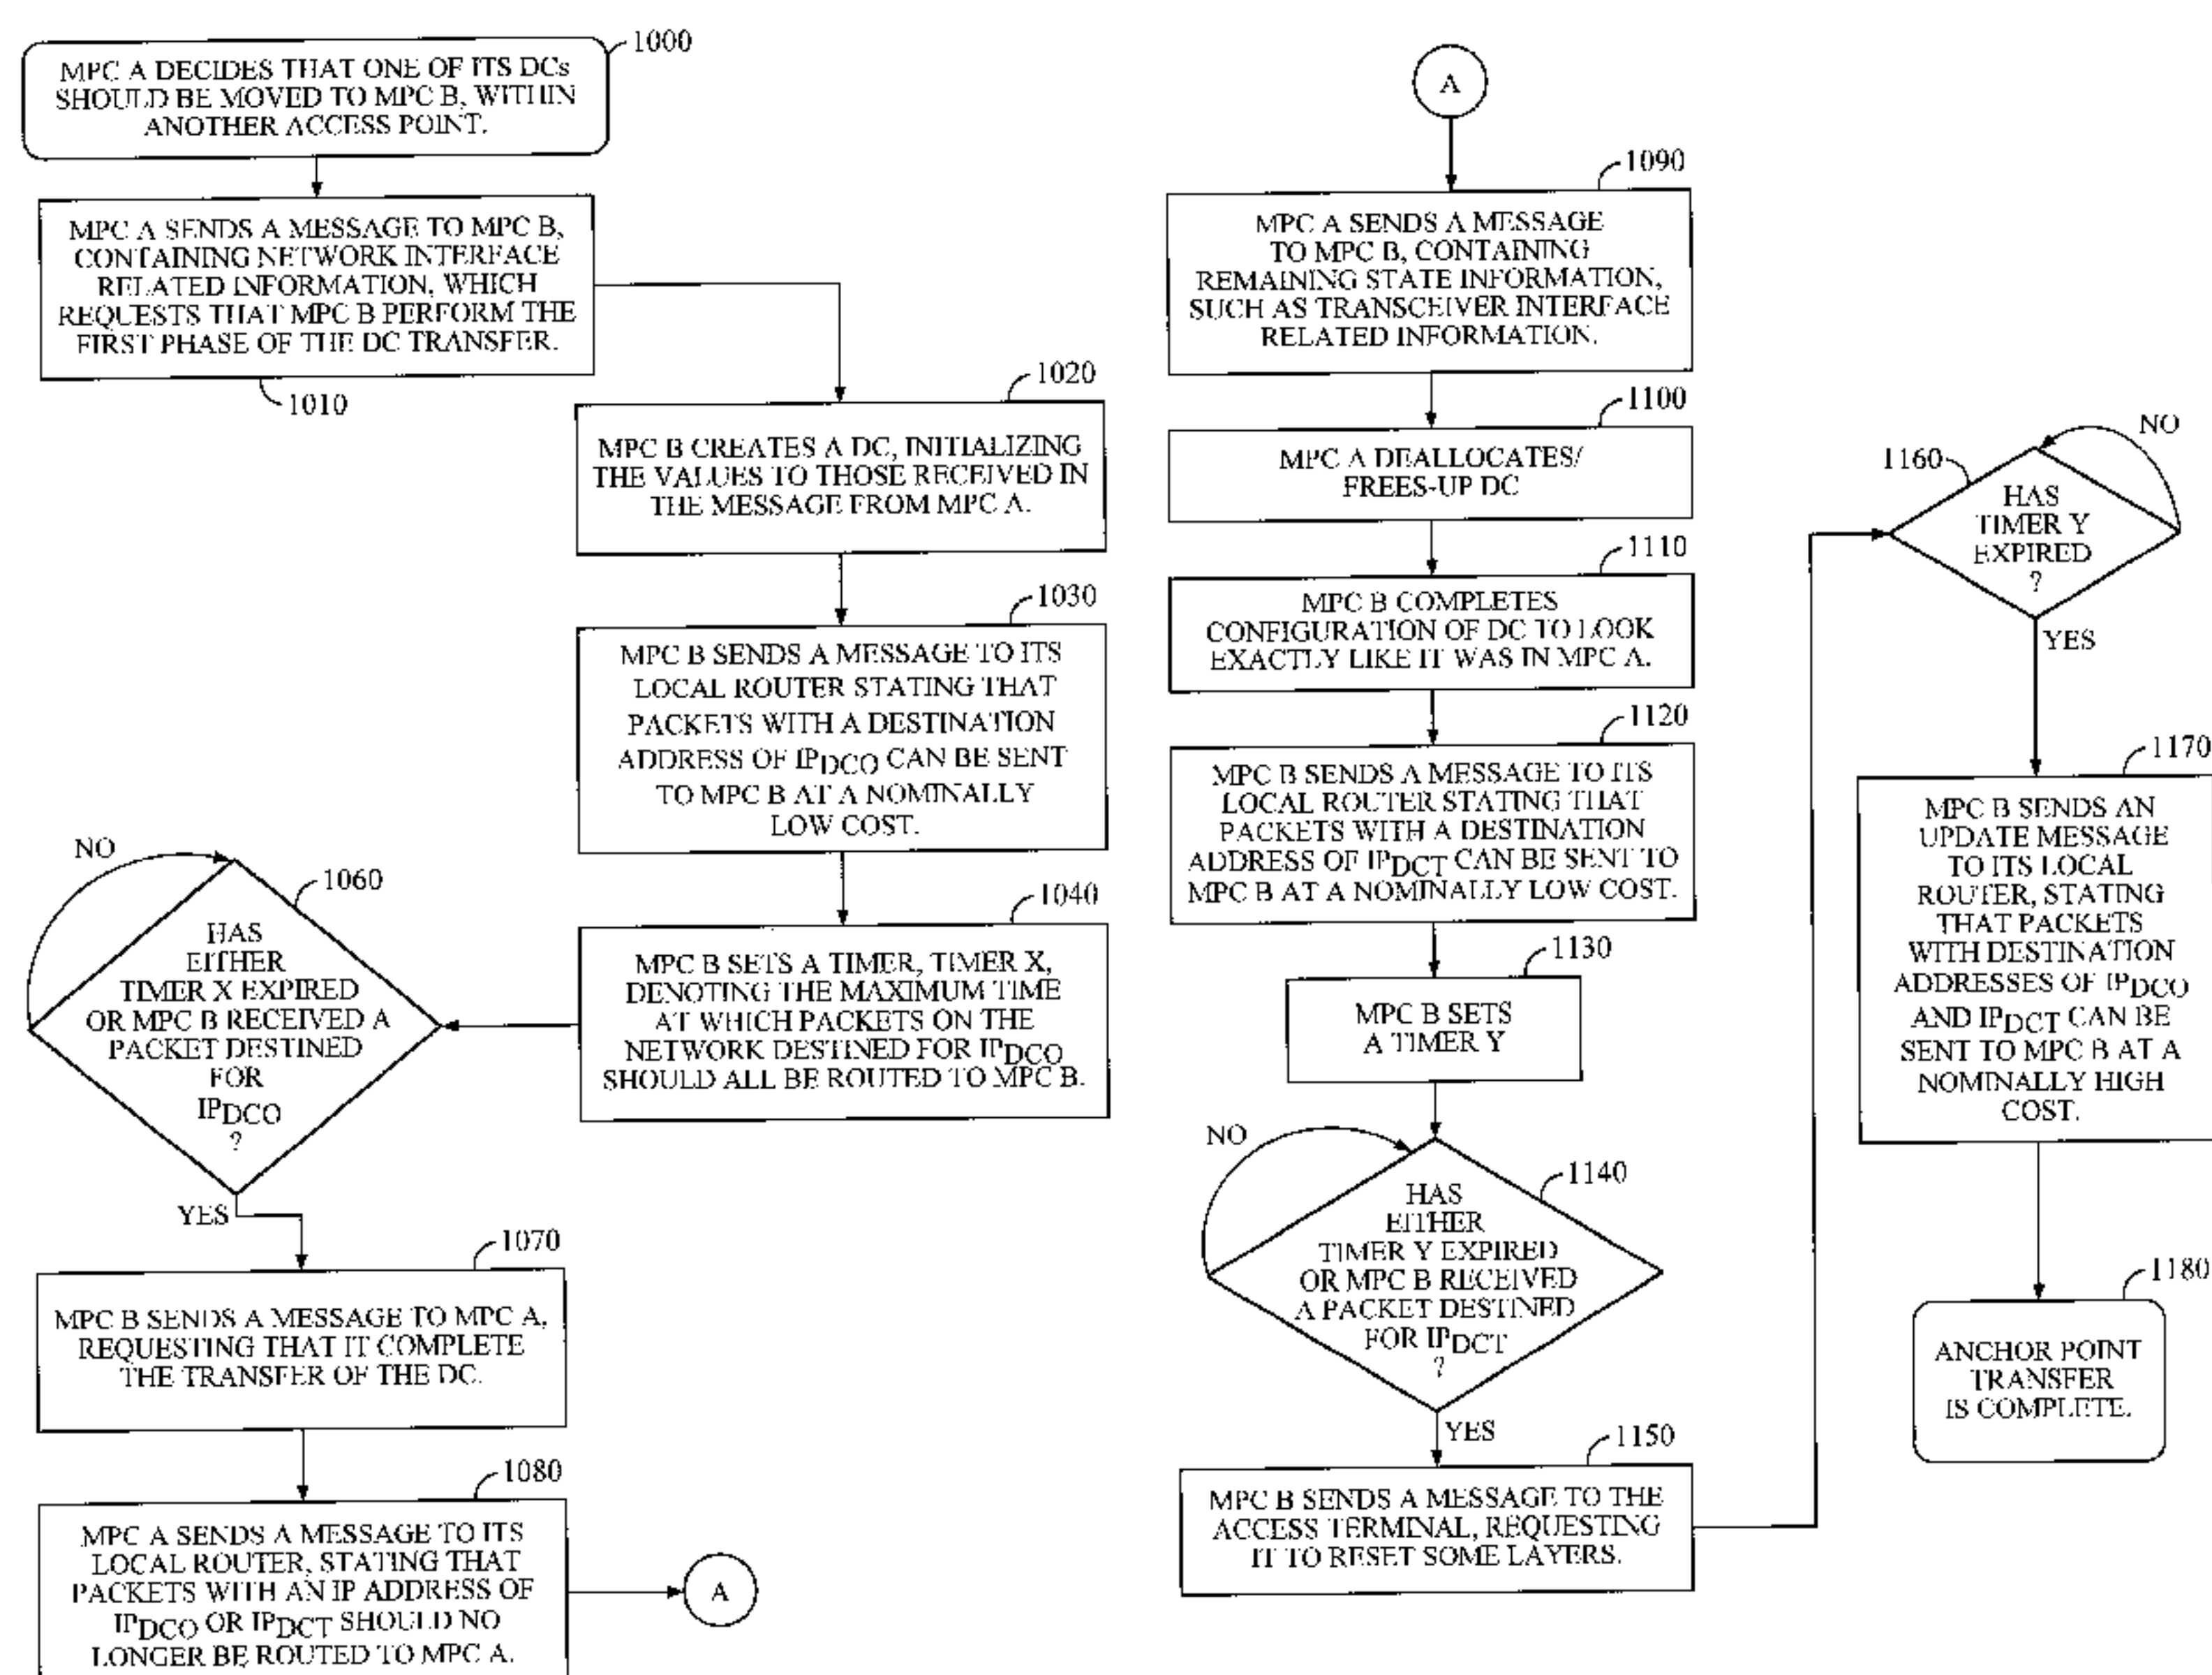 1000
MPC A DECIDES THAT ONE OF ITS DCs
SHOULD BE MOVED TO MPC B, WITHIN
ANOTHER ACCESS POINT.
MPC A SENDS A MESSAGE TO MPC B,
CONTAINING NETWORK INTERFACE
RELATED INFORMATION, WHICH
REQUESTS THAT MPC B PERFORM THE
FIRST PHASE OF THE DC TRANSFER.
1010
1020
MPC B CREATES A DC, INITIALIZING
THE VALUES TO THOSE RECEIVED IN
THE MESSAGE FROM MPC A.
1030
MPC B SENDS A MESSAGE TO ITS
LOCAL ROUTER STATING THAT
PACKETS WITH A DESTINATION
ADDRESS OF IPDCO CAN BE SENT
TO MPC B AT A NOMINALLY
LOW COST.
1040
MPC B SETS A TIMER, TIMER X,
DENOTING THE MAXIMUM TIME
AT WHICH PACKETS ON THE
NETWORK DESTINED FOR IPDCO
SHOULD ALL BE ROUTED TO MPC B.
NO
1060
HAS
EITHER
TIMER X EXPIRED
OR MPC B RECEIVED A
PACKET DESTINED
FOR
IPDCO
?
YES
1070
MPC B SENDS A MESSAGE TO MPC A,
REQUESTING THAT IT COMPLETE
THE TRANSFER OF THE DC.
1080
MPC A SENDS A MESSAGE TO ITS
LOCAL ROUTER, STATING THAT
PACKETS WITH AN IP ADDRESS OF
IPDCO OR IPDCT SHOULD NO
LONGER BE ROUTED TO MPC A.
A
A
1090
MPC A SENDS A MESSAGE
TO MPC B, CONTAINING
REMAINING STATE INFORMATION,
SUCH AS TRANSCEIVER INTERFACE
RELATED INFORMATION.
1100
MPC A DEALLOCATES/
FREES-UP DC
1110
MPC B COMPLETES
CONFIGURATION OF DC TO LOOK
EXACTLY LIKE IT WAS IN MPC A.
1120
MPC B SENDS A MESSAGE TO ITS
LOCAL ROUTER STATING THAT
PACKETS WITH A DESTINATION
ADDRESS OF IPDCT CAN BE SENT TO
MPC B AT A NOMINALLY LOW COST.
1130
MPC B SETS
A TIMER Y
NO
1140
HAS
EITHER
TIMER Y EXPIRED
OR MPC B RECEIVED
A PACKET DESTINED
FOR IPDCT
?
YES
1150
MPC B SENDS A MESSAGE TO THE
ACCESS TERMINAL, REQUESTING
IT TO RESET SOME LAYERS.
NO
1160
HAS
TIMER Y
EXPIRED
?
YES
1170
MPC B SENDS AN
UPDATE MESSAGE
TO ITS LOCAL
ROUTER, STATING
THAT PACKETS
WITH DESTINATION
ADDRESSES OF IPDCO
AND IPDCT CAN BE
SENT TO MPC B AT A
NOMINALLY HIGH
COST.
1180
ANCHOR POINT
TRANSFER
IS COMPLETE.